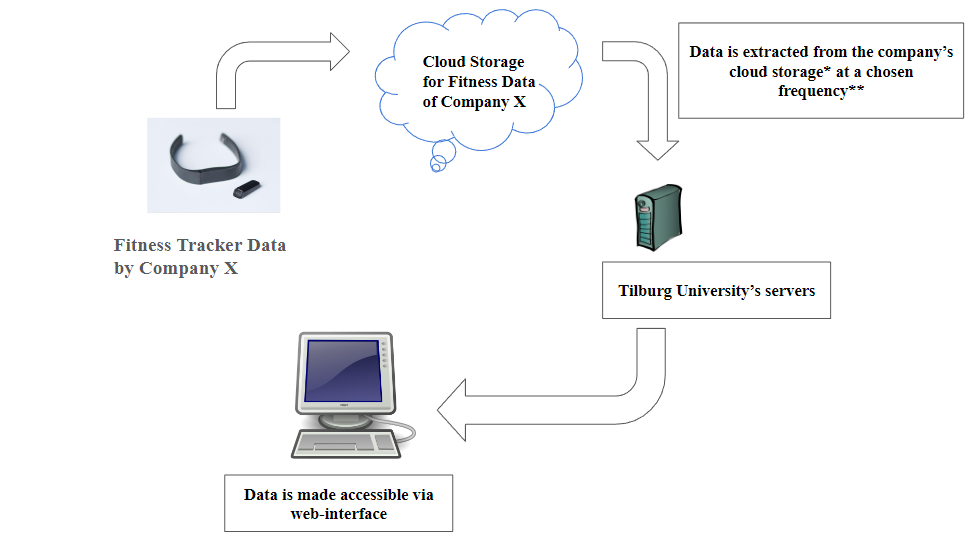 Cloud Storage
for Fitness Data
of Company X
Data is extracted from the company’s
cloud storage* at a chosen
frequency**
Fitness Tracker Data
by Company X
Tilburg University’s servers
Data is made accessible via
web-interface